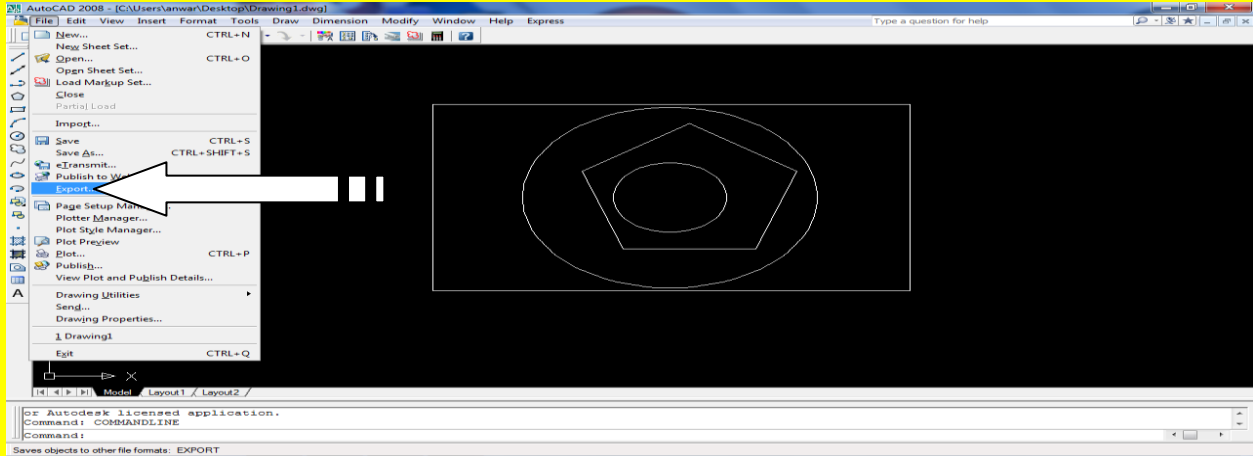 AutoCAD 2008 - [C:\Users\anwar\Desktop\Drawing1.dwg]
File Edit View Insert Format Tools Draw Dimension Modify Window Help Express Type a question for help
New... CTRL+N
New Sheet Set...
Open... CTRL+O
Open Sheet Set...
Load Markup Set...
Close
Partial Load
Import...
Save CTRL+S
Save As... CTRL+SHIFT+S
eTransmit...
Publish to
Export...
Page Setup
Plotter Manager...
Plot Style Manager...
Plot Preview
Plot... CTRL+P
Publish...
View Plot and Publish Details...
Drawing Utilities
Send...
Drawing Properties...
1 Drawing1
Exit CTRL+Q
X
Model Layout1 Layout2
or Autodesk licensed application.
Command: COMMANDLINE
Command:
Saves objects to other file formats: EXPORT